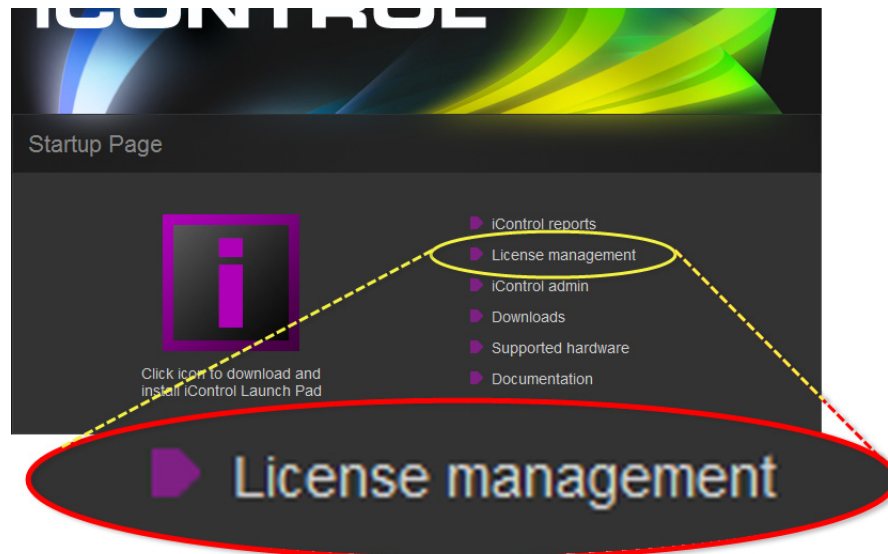 iCONTROL
Startup Page
iControl reports
License management
iControl admin
Downloads
Supported hardware
Documentation
Click icon to download and
install iControl Launch Pad
License management